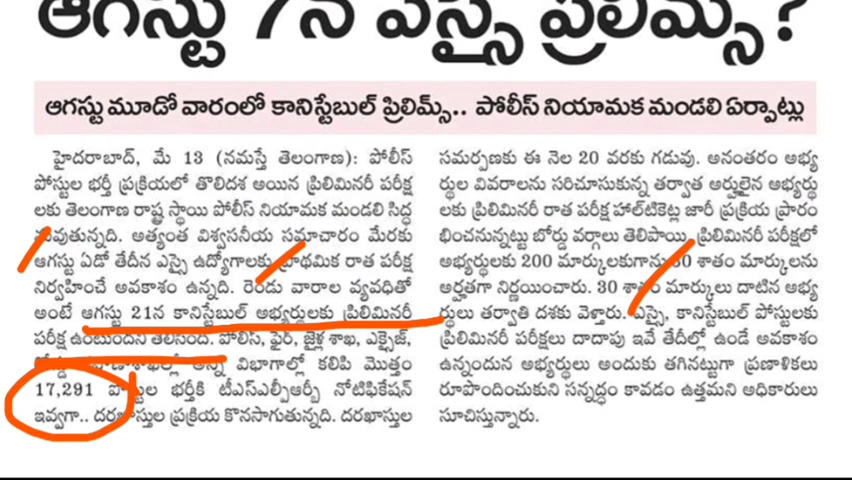 ఆగస్టు 7న ఎస్సై ప్రిలిమ్స్?
ఆగస్టు మూడో వారంలో కానిస్టేబుల్ ప్రిలిమ్స్.. పోలీస్ నియామక మండలి ఏర్పాట్లు
హైదరాబాద్, మే 13 (నమస్తే తెలంగాణ): పోలీస్
పోస్టుల భర్తీ ప్రక్రియలో తొలిదశ అయిన ప్రిలిమినరీ పరీక్ష
లకు తెలంగాణ రాష్ట్ర స్థాయి పోలీస్ నియామక మండలి సిద్ధ
మవుతున్నది. అత్యంత విశ్వసనీయ సమాచారం మేరకు
ఆగస్టు ఏడో తేదీన ఎస్సై ఉద్యోగాలకు ప్రాథమిక రాత పరీక్ష
నిర్వహించే అవకాశం ఉన్నది. రెండు వారాల వ్యవధితో
అంటే ఆగస్టు 21న కానిస్టేబుల్ అభ్యర్థులకు ప్రిలిమినరీ
పరీక్ష ఉంటుందని తెలిసింది. పోలీస్, ఫైర్, జైళ్ల శాఖ, ఎక్సైజ్,
విభాగాల్లో కలిపి మొత్తం
17,291 పోస్టుల భర్తీకి టీఎస్ఎల్పీఆర్బీ నోటిఫికేషన్
ఇవ్వగా.. దరఖాస్తుల ప్రక్రియ కొనసాగుతున్నది. దరఖాస్తుల
సమర్పణకు ఈ నెల 20 వరకు గడువు. అనంతరం అభ్య
ర్థుల వివరాలను సరిచూసుకున్న తర్వాత అర్హులైన అభ్యర్థు
లకు ప్రిలిమినరీ రాత పరీక్ష హాల్‌టికెట్ల జారీ ప్రక్రియ ప్రారం
భించనున్నట్టు బోర్డు వర్గాలు తెలిపాయి. ప్రిలిమినరీ పరీక్షలో
అభ్యర్థులకు 200 మార్కులకుగాను 30 శాతం మార్కులను
అర్హతగా నిర్ణయించారు. 30 శాతం మార్కులు దాటిన అభ్య
ర్థులు తర్వాతి దశకు వెళ్తారు. ఎస్సై, కానిస్టేబుల్ పోస్టులకు
ప్రిలిమినరీ పరీక్షలు దాదాపు ఇవే తేదీల్లో ఉండే అవకాశం
ఉన్నందున అభ్యర్థులు అందుకు తగినట్టుగా ప్రణాళికలు
రూపొందించుకుని సన్నద్ధం కావడం ఉత్తమని అధికారులు
సూచిస్తున్నారు.